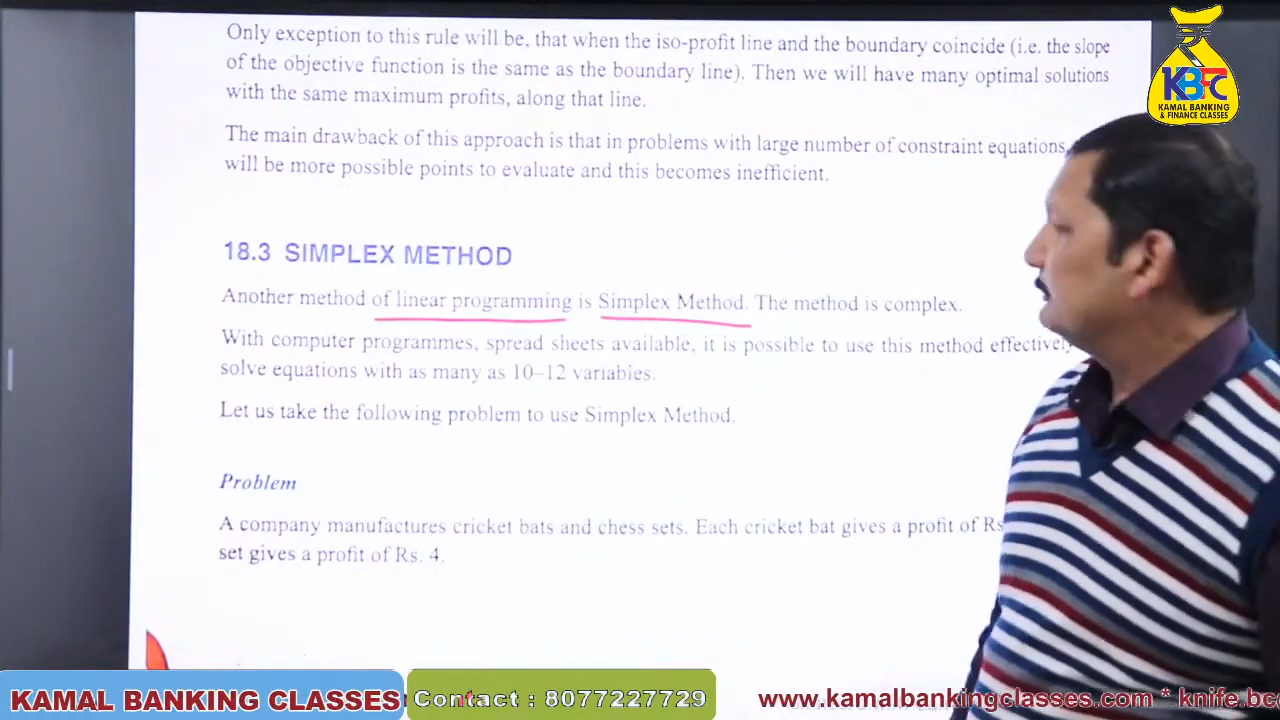 Only exception to this rule will be, that when the iso-profit line and the boundary coincide (i.e. the slope
of the objective function is the same as the boundary line). Then we will have many optimal solutions
with the same maximum profits, along that line.
The main drawback of this approach is that in problems with large number of constraint equations,
will be more possible points to evaluate and this becomes inefficient.
18.3 SIMPLEX METHOD
Another method of linear programming is Simplex Method. The method is complex.
With computer programmes, spread sheets available, it is possible to use this method effectively
solve equations with as many as 10–12 variables.
Let us take the following problem to use Simplex Method.
Problem
A company manufactures cricket bats and chess sets. Each cricket bat gives a profit of Rs
set gives a profit of Rs. 4.
KBFC
KAMAL BANKING
& FINANCE CLASSES
KAMAL BANKING CLASSES
Contact : 8077227729
www.kamalbankingclasses.com * knife.bc